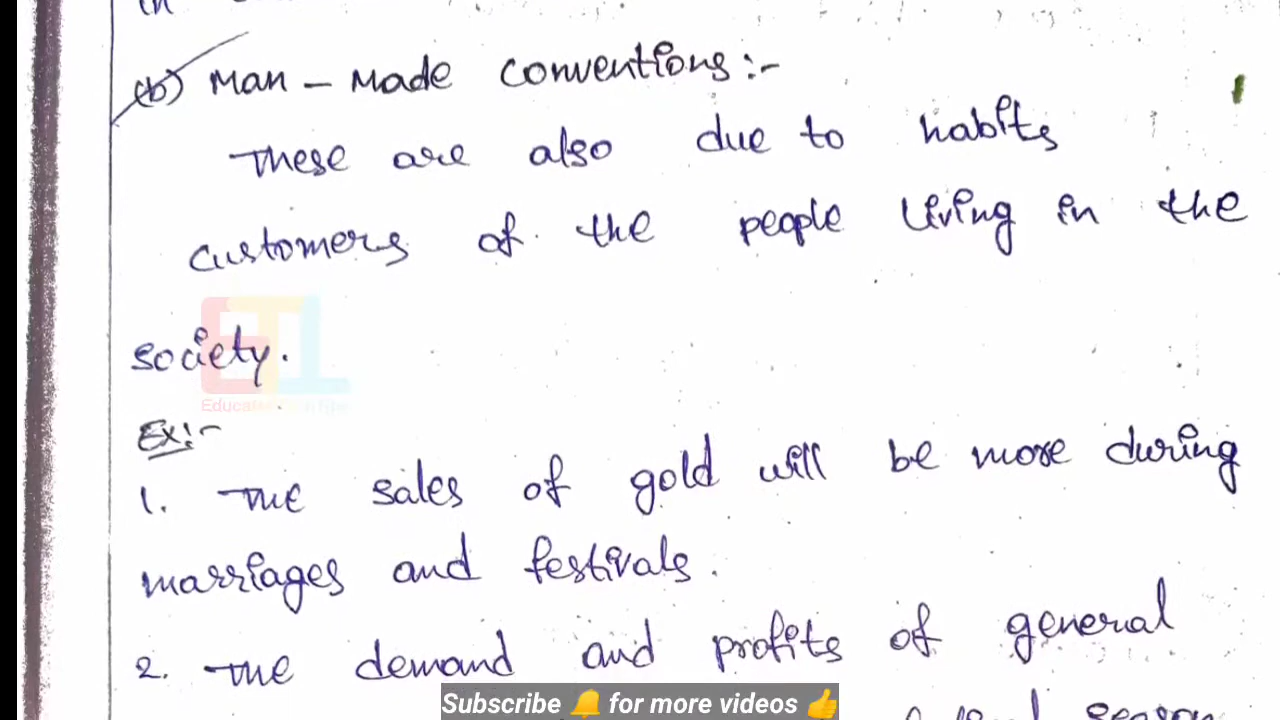 in
(b) Man - Made conventions:-
These are also due to habits
customers of the people living in the
society.
Ex:-
1. The sales of gold will be more during
marriages and festivals.
2. The demand and profits of general
season
Subscribe 🔔 for more videos 👍